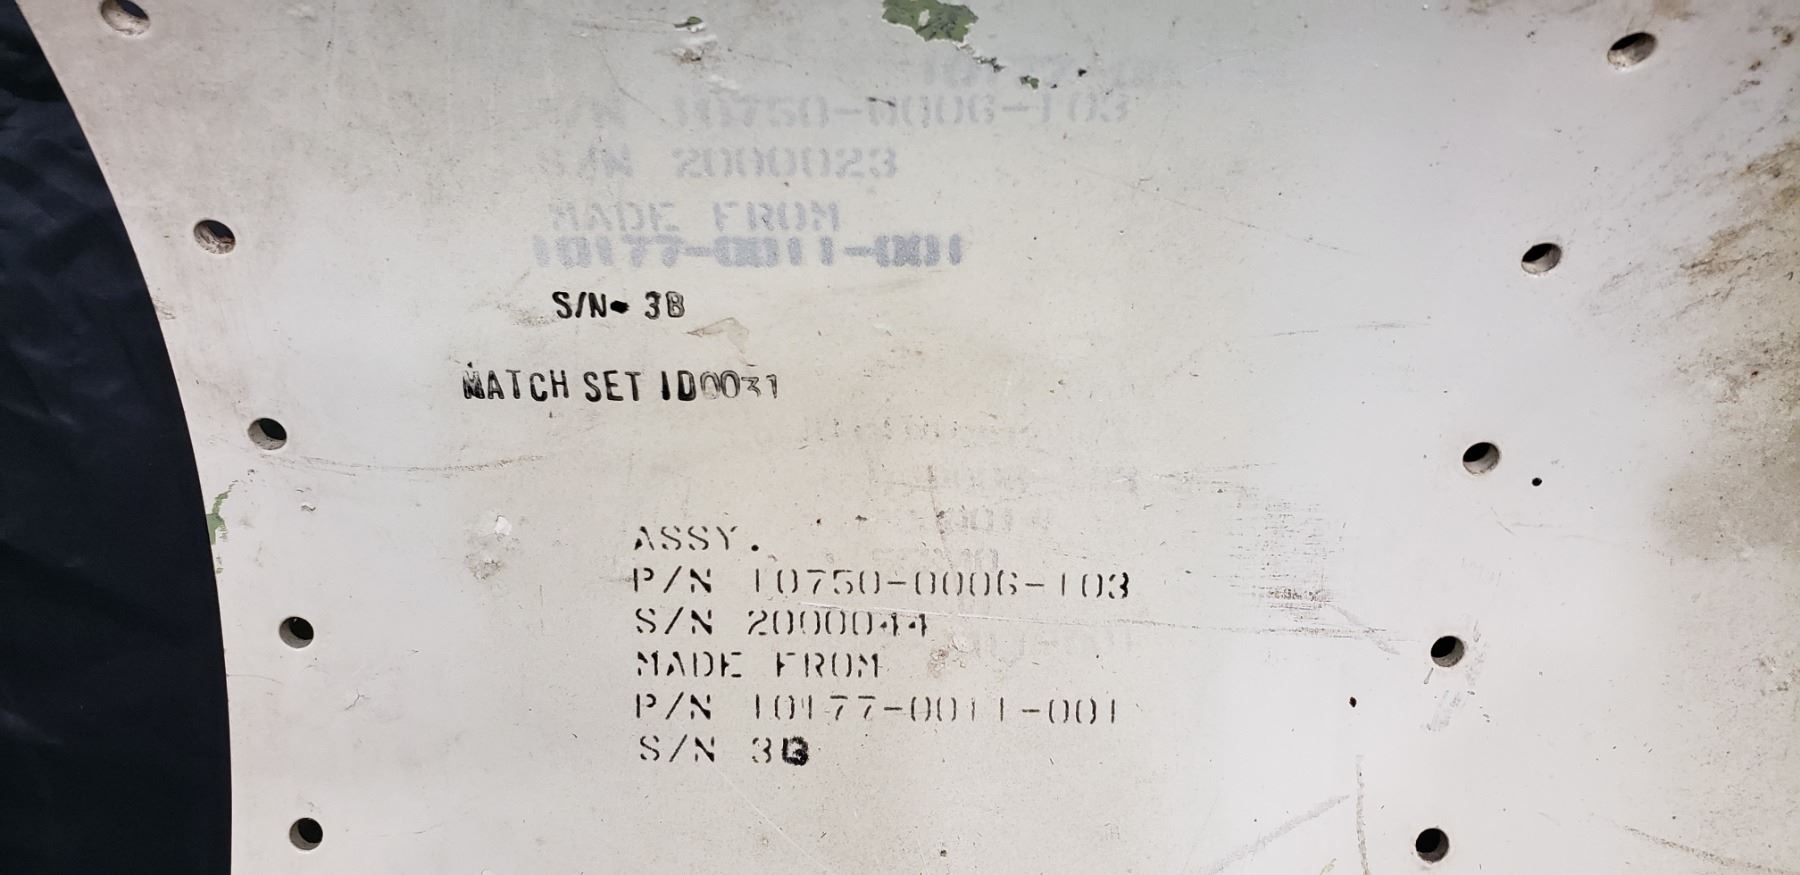 P/N 10750-0006-103
S/N 2000023
MADE FROM
10177-0011-001
S/N 3B
MATCH SET ID0031
ASSY.
P/N 10750-0006-103
S/N 2000044
MADE FROM
P/N 10177-0011-001
S/N 3B